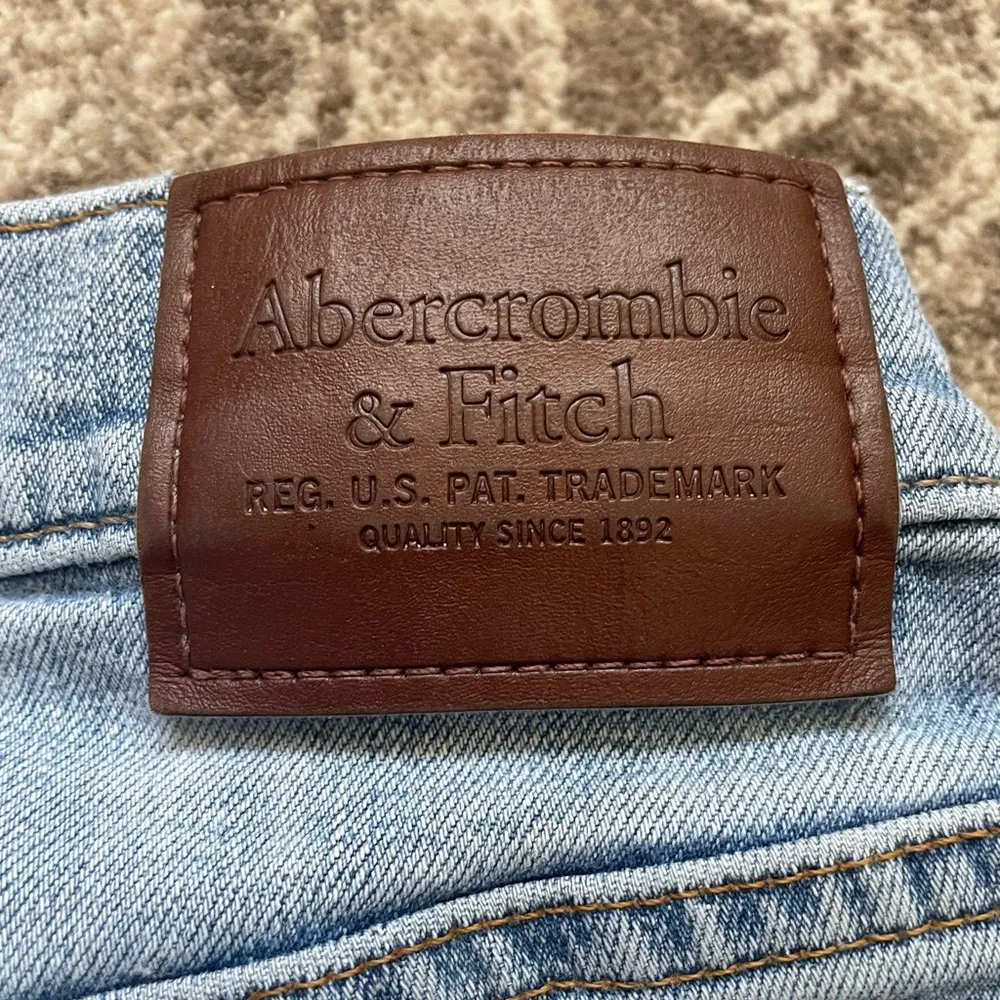 Abercrombie
& Fitch
REG. U.S. PAT. TRADEMARK
QUALITY SINCE 1892